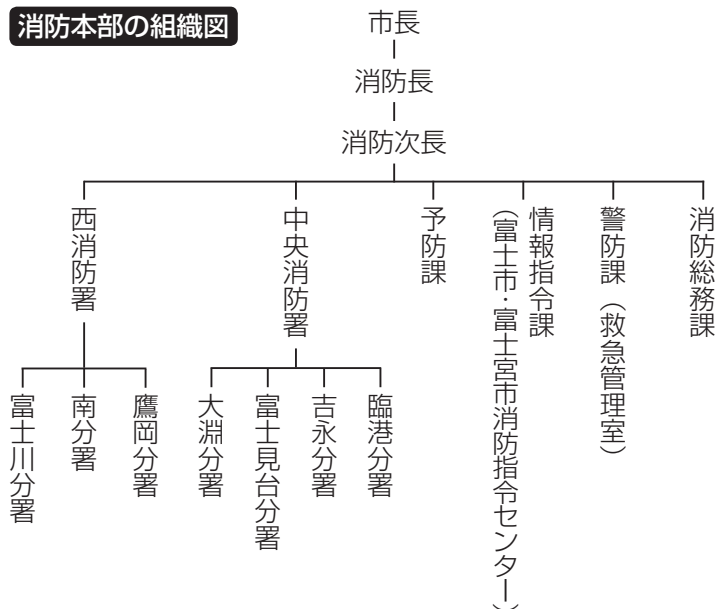 消防本部の組織図
市長
消防長
消防次長
消防総務課
警防課（救急管理室）
情報指令課
（富士市・富士宮市消防指令センター）
予防課
中央消防署
西消防署
臨港分署
吉永分署
富士見台分署
大淵分署
鷹岡分署
南分署
富士川分署